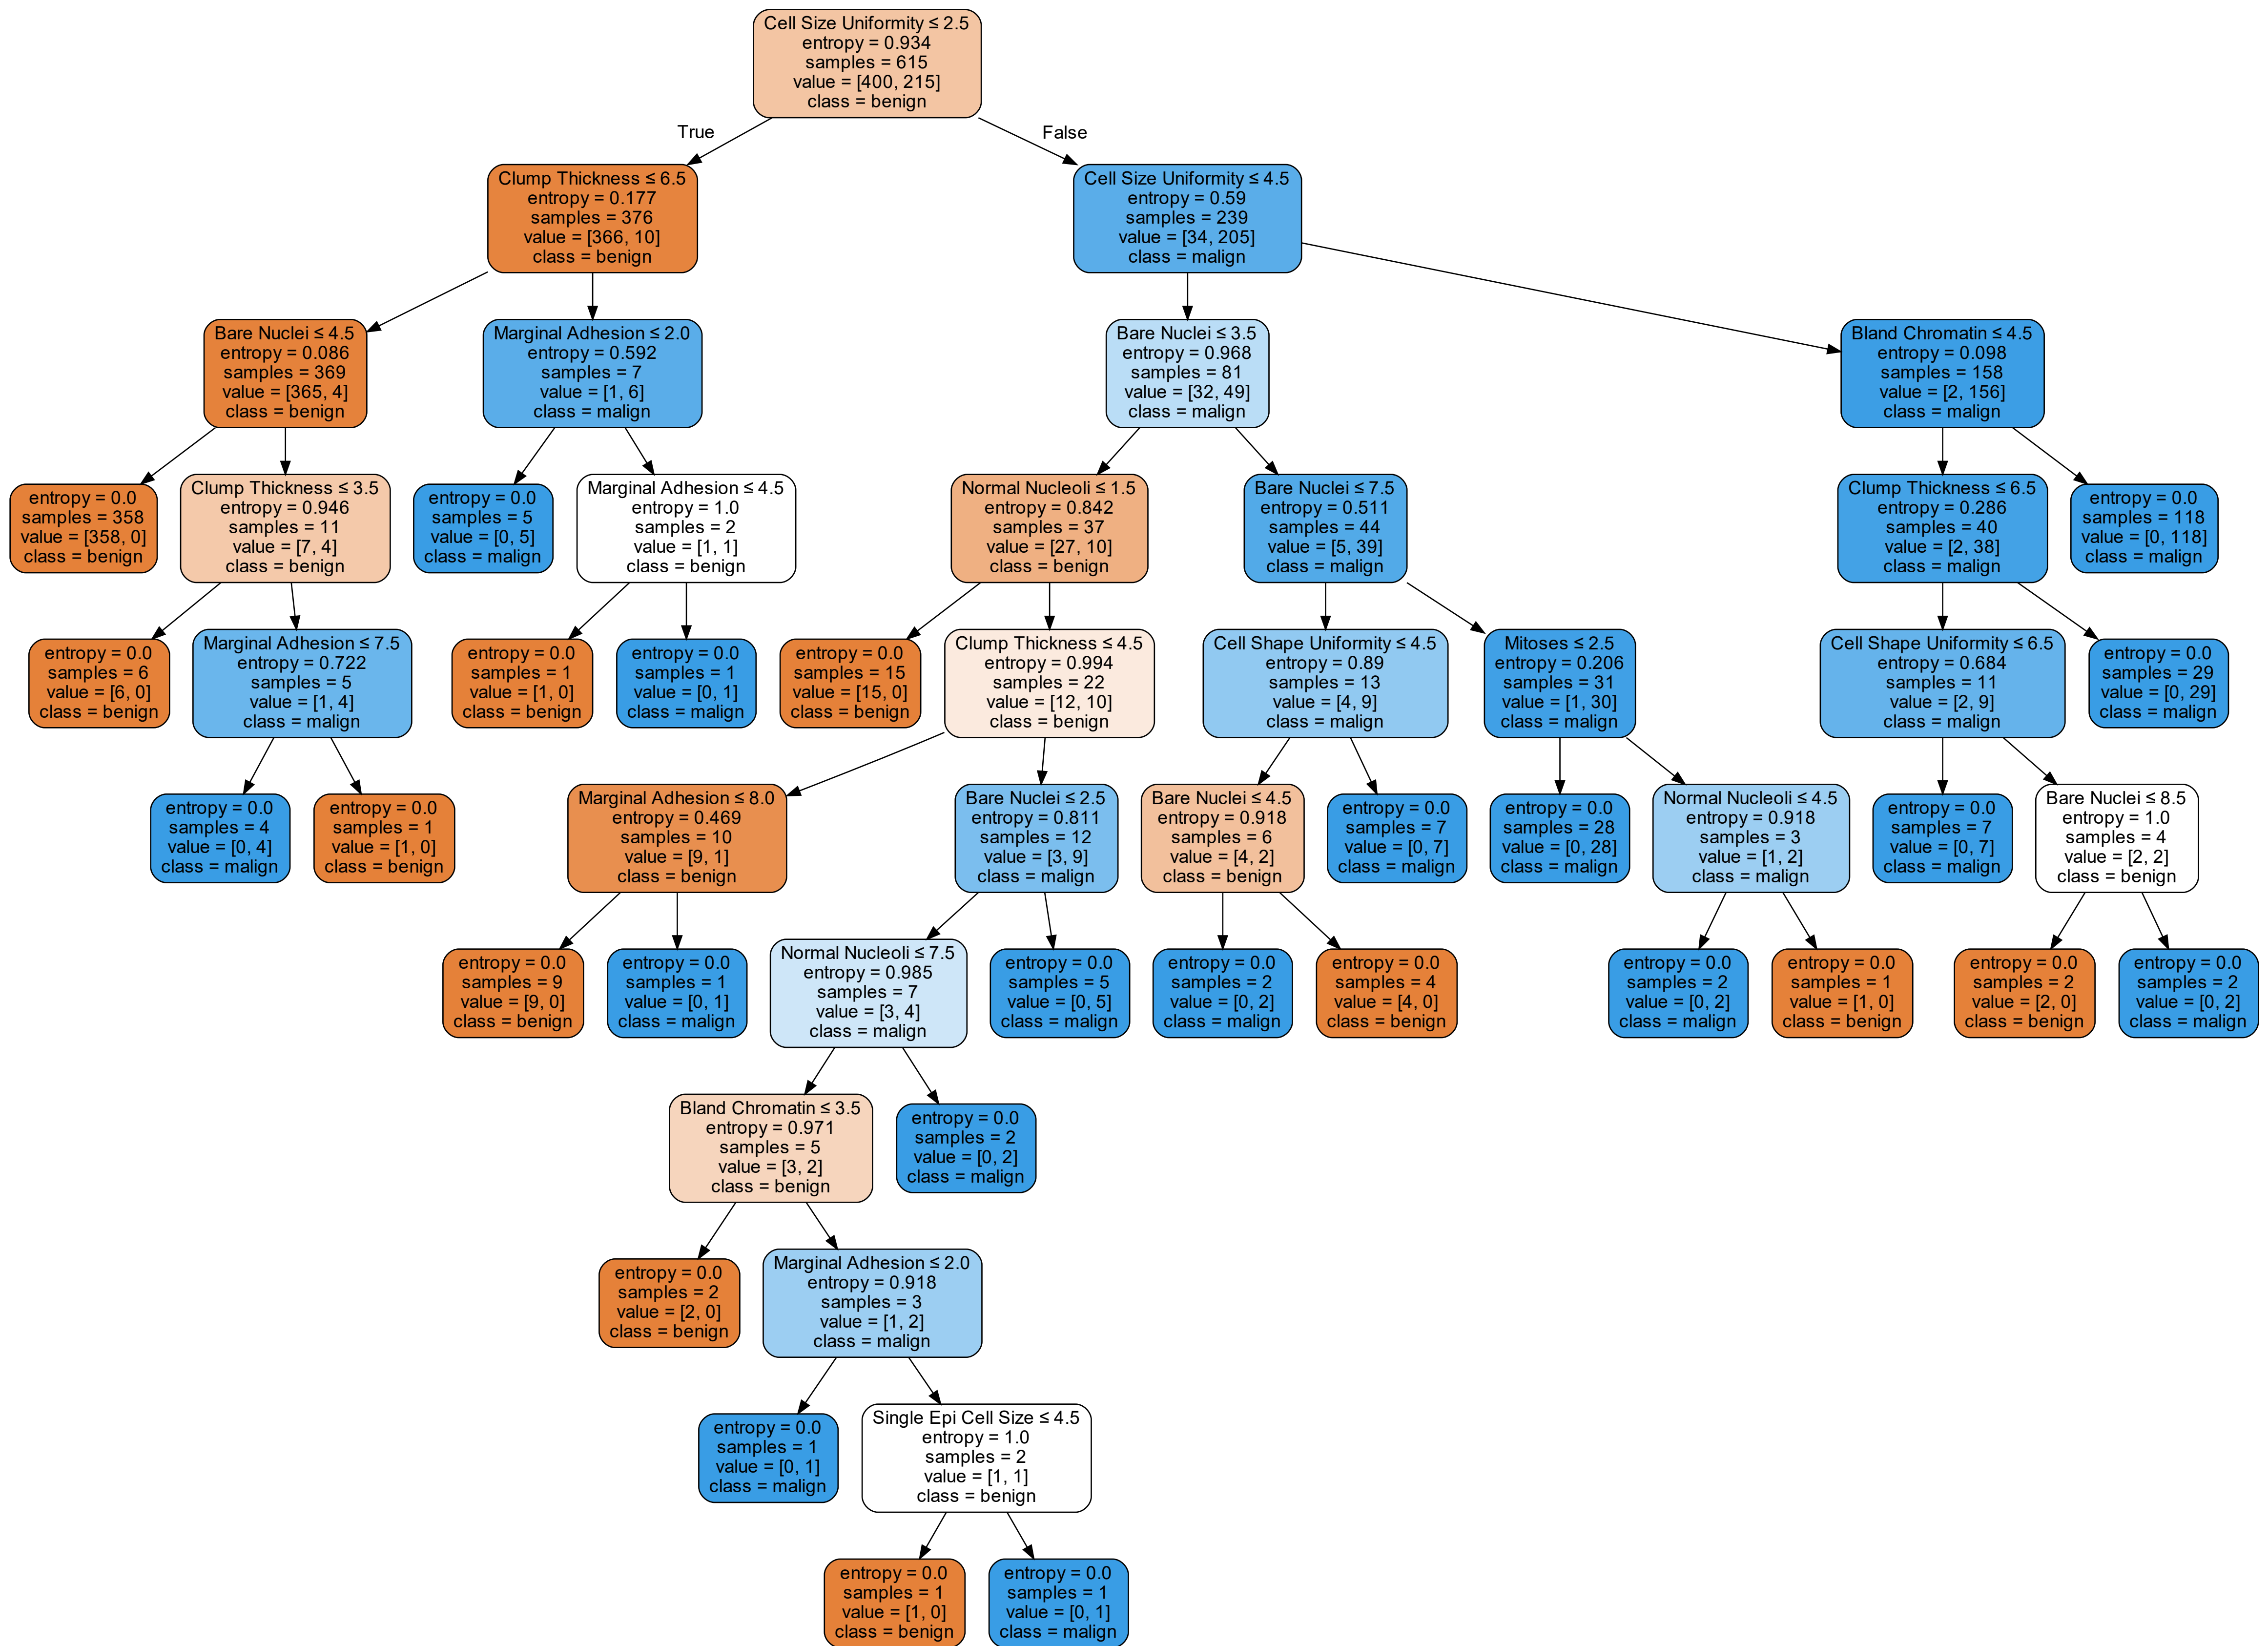 Cell Size Uniformity ≤ 2.5
entropy = 0.934
samples = 615
value = [400, 215]
class = benign
True
False
Clump Thickness ≤ 6.5
entropy = 0.177
samples = 376
value = [366, 10]
class = benign
Cell Size Uniformity ≤ 4.5
entropy = 0.59
samples = 239
value = [34, 205]
class = malign
Bare Nuclei ≤ 4.5
entropy = 0.086
samples = 369
value = [365, 4]
class = benign
Marginal Adhesion ≤ 2.0
entropy = 0.592
samples = 7
value = [1, 6]
class = malign
Bare Nuclei ≤ 3.5
entropy = 0.968
samples = 81
value = [32, 49]
class = malign
Bland Chromatin ≤ 4.5
entropy = 0.098
samples = 158
value = [2, 156]
class = malign
entropy = 0.0
samples = 358
value = [358, 0]
class = benign
Clump Thickness ≤ 3.5
entropy = 0.946
samples = 11
value = [7, 4]
class = benign
entropy = 0.0
samples = 5
value = [0, 5]
class = malign
Marginal Adhesion ≤ 4.5
entropy = 1.0
samples = 2
value = [1, 1]
class = benign
Normal Nucleoli ≤ 1.5
entropy = 0.842
samples = 37
value = [27, 10]
class = benign
Bare Nuclei ≤ 7.5
entropy = 0.511
samples = 44
value = [5, 39]
class = malign
Clump Thickness ≤ 6.5
entropy = 0.286
samples = 40
value = [2, 38]
class = malign
entropy = 0.0
samples = 118
value = [0, 118]
class = malign
entropy = 0.0
samples = 6
value = [6, 0]
class = benign
Marginal Adhesion ≤ 7.5
entropy = 0.722
samples = 5
value = [1, 4]
class = malign
entropy = 0.0
samples = 1
value = [1, 0]
class = benign
entropy = 0.0
samples = 1
value = [0, 1]
class = malign
entropy = 0.0
samples = 15
value = [15, 0]
class = benign
Clump Thickness ≤ 4.5
entropy = 0.994
samples = 22
value = [12, 10]
class = benign
Cell Shape Uniformity ≤ 4.5
entropy = 0.89
samples = 13
value = [4, 9]
class = malign
Mitoses ≤ 2.5
entropy = 0.206
samples = 31
value = [1, 30]
class = malign
Cell Shape Uniformity ≤ 6.5
entropy = 0.684
samples = 11
value = [2, 9]
class = malign
entropy = 0.0
samples = 29
value = [0, 29]
class = malign
entropy = 0.0
samples = 4
value = [0, 4]
class = malign
entropy = 0.0
samples = 1
value = [1, 0]
class = benign
Marginal Adhesion ≤ 8.0
entropy = 0.469
samples = 10
value = [9, 1]
class = benign
Bare Nuclei ≤ 2.5
entropy = 0.811
samples = 12
value = [3, 9]
class = malign
Bare Nuclei ≤ 4.5
entropy = 0.918
samples = 6
value = [4, 2]
class = benign
entropy = 0.0
samples = 7
value = [0, 7]
class = malign
entropy = 0.0
samples = 28
value = [0, 28]
class = malign
Normal Nucleoli ≤ 4.5
entropy = 0.918
samples = 3
value = [1, 2]
class = malign
entropy = 0.0
samples = 7
value = [0, 7]
class = malign
Bare Nuclei ≤ 8.5
entropy = 1.0
samples = 4
value = [2, 2]
class = benign
entropy = 0.0
samples = 9
value = [9, 0]
class = benign
entropy = 0.0
samples = 1
value = [0, 1]
class = malign
Normal Nucleoli ≤ 7.5
entropy = 0.985
samples = 7
value = [3, 4]
class = malign
entropy = 0.0
samples = 5
value = [0, 5]
class = malign
entropy = 0.0
samples = 2
value = [0, 2]
class = malign
entropy = 0.0
samples = 4
value = [4, 0]
class = benign
entropy = 0.0
samples = 2
value = [0, 2]
class = malign
entropy = 0.0
samples = 1
value = [1, 0]
class = benign
entropy = 0.0
samples = 2
value = [2, 0]
class = benign
entropy = 0.0
samples = 2
value = [0, 2]
class = malign
Bland Chromatin ≤ 3.5
entropy = 0.971
samples = 5
value = [3, 2]
class = benign
entropy = 0.0
samples = 2
value = [0, 2]
class = malign
entropy = 0.0
samples = 2
value = [2, 0]
class = benign
Marginal Adhesion ≤ 2.0
entropy = 0.918
samples = 3
value = [1, 2]
class = malign
entropy = 0.0
samples = 1
value = [0, 1]
class = malign
Single Epi Cell Size ≤ 4.5
entropy = 1.0
samples = 2
value = [1, 1]
class = benign
entropy = 0.0
samples = 1
value = [1, 0]
class = benign
entropy = 0.0
samples = 1
value = [0, 1]
class = malign